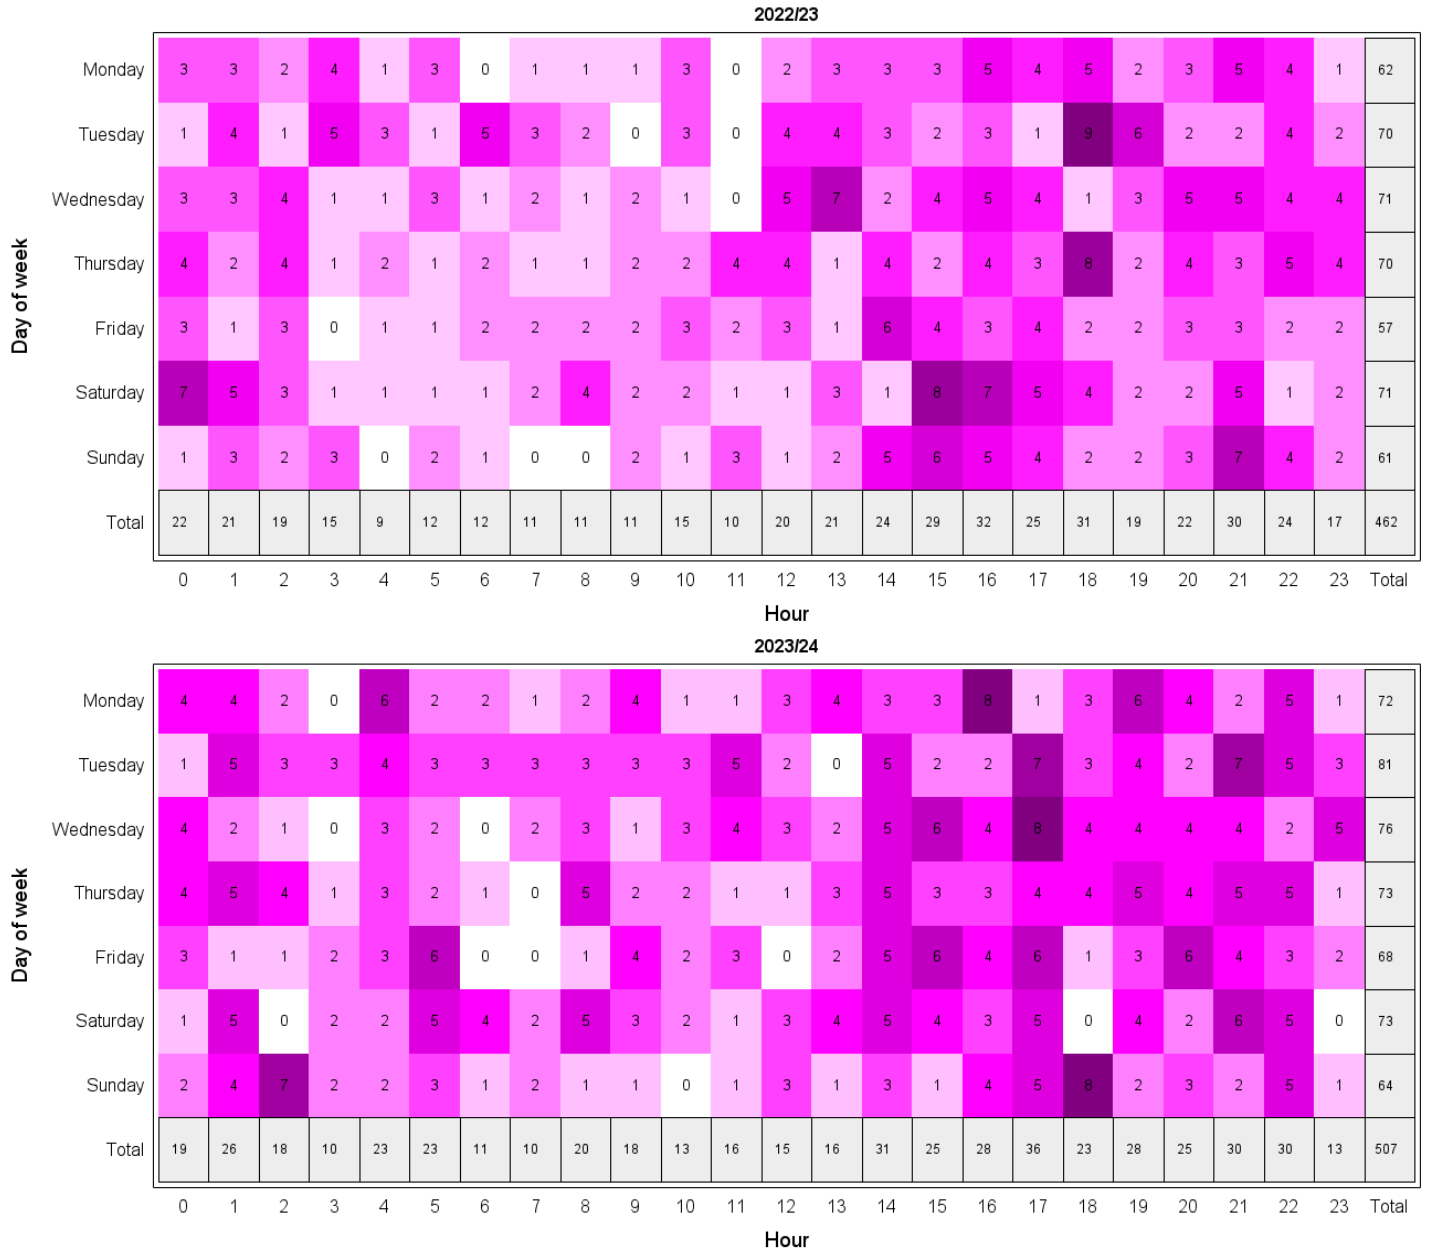 2022/23
Monday 3 3 2 4 1 3 0 1 1 1 3 0 2 3 3 3 5 4 5 2 3 5 4 1 62
Tuesday 1 4 1 5 3 1 5 3 2 0 3 0 4 4 3 2 3 1 9 6 2 2 4 2 70
Wednesday 3 3 4 1 1 3 1 2 1 2 1 0 5 7 2 4 5 4 1 3 5 5 4 4 71
Thursday 4 2 4 1 2 1 2 1 1 2 2 4 4 1 4 2 4 3 8 2 4 3 5 4 70
Friday 3 1 3 0 1 1 2 2 2 2 3 2 3 1 6 4 3 4 2 2 3 3 2 2 57
Saturday 7 5 3 1 1 1 1 2 4 2 2 1 1 3 1 8 7 5 4 2 2 5 1 2 71
Sunday 1 3 2 3 0 2 1 0 0 2 1 3 1 2 5 6 5 4 2 2 3 7 4 2 61
Total 22 21 19 15 9 12 12 11 11 11 15 10 20 21 24 29 32 25 31 19 22 30 24 17 462
0 1 2 3 4 5 6 7 8 9 10 11 12 13 14 15 16 17 18 19 20 21 22 23 Total
Hour
Day of week
2023/24
Monday 4 4 2 0 6 2 2 1 2 4 1 1 3 4 3 3 8 1 3 6 4 2 5 1 72
Tuesday 1 5 3 3 4 3 3 3 3 3 3 5 2 0 5 2 2 7 3 4 2 7 5 3 81
Wednesday 4 2 1 0 3 2 0 2 3 1 3 4 3 2 5 6 4 8 4 4 4 4 2 5 76
Thursday 4 5 4 1 3 2 1 0 5 2 2 1 1 3 5 3 3 4 4 5 4 5 5 1 73
Friday 3 1 1 2 3 6 0 0 1 4 2 3 0 2 5 6 4 6 1 3 6 4 3 2 68
Saturday 1 5 0 2 2 5 4 2 5 3 2 1 3 4 5 4 3 5 0 4 2 6 5 0 73
Sunday 2 4 7 2 2 3 1 2 1 1 0 1 3 1 3 1 4 5 8 2 3 2 5 1 64
Total 19 26 18 10 23 23 11 10 20 18 13 16 15 16 31 25 28 36 23 28 25 30 30 13 507
0 1 2 3 4 5 6 7 8 9 10 11 12 13 14 15 16 17 18 19 20 21 22 23 Total
Hour
Day of week